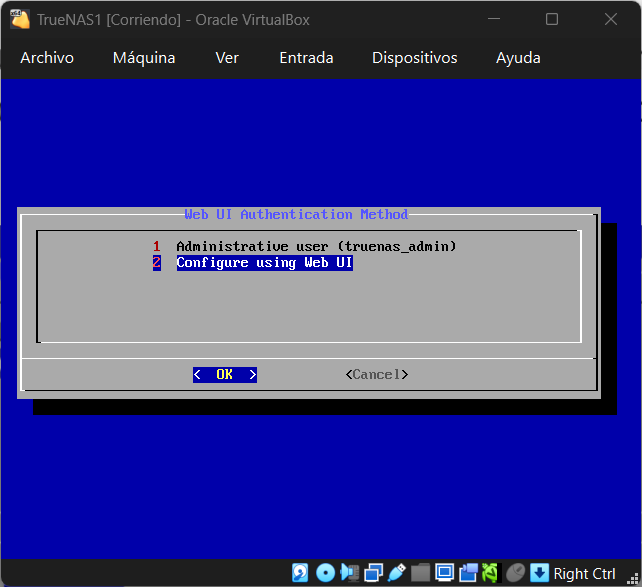 TrueNAS1 [Corriendo] - Oracle VirtualBox
Archivo Máquina Ver Entrada Dispositivos Ayuda
Web UI Authentication Method
1 Administrative user (truenas_admin)
2 Configure using Web UI
< OK > <Cancel>
Right Ctrl